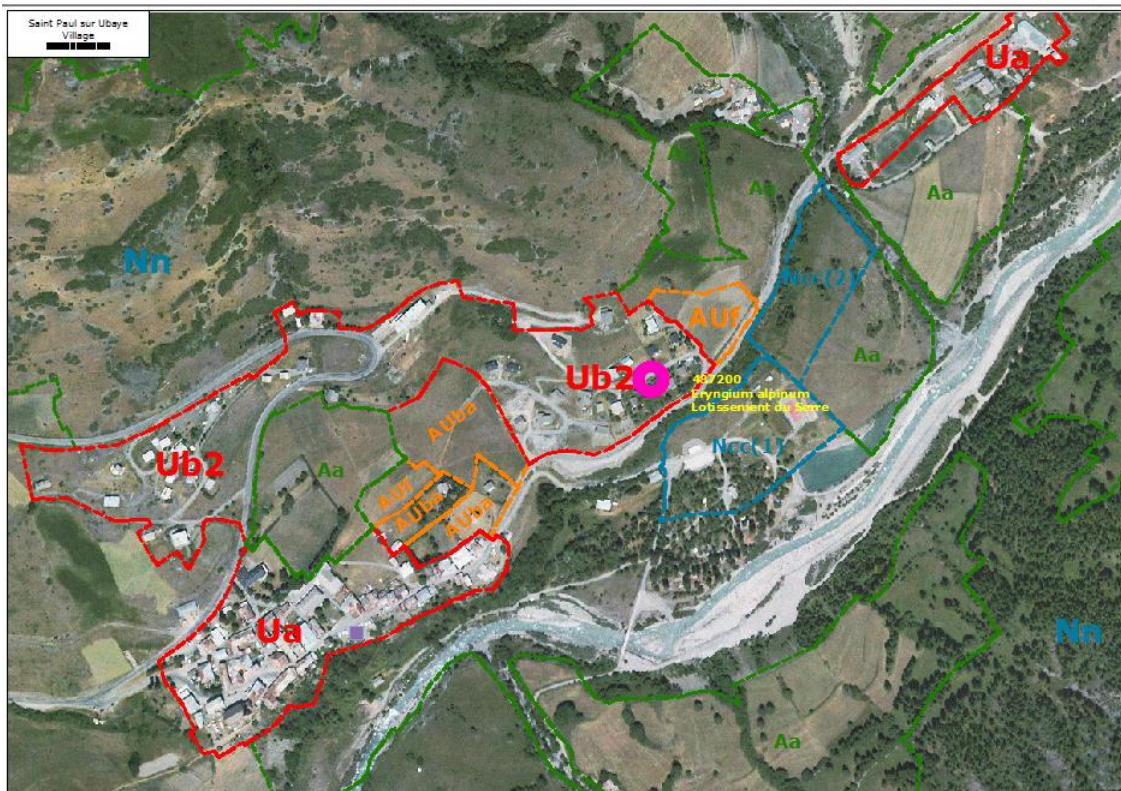 Saint Paul sur Ubaye
Village
Ua
Aa
Aa
Aa
Nn
Ncc(2)
AUf
Aa
Ub2
487200
Eryngium alpinum
Lotissement du Serre
AUba
Ncc(1)
Ub2
Aa
AUf
AUba
AUba
Ua
Nn
Aa